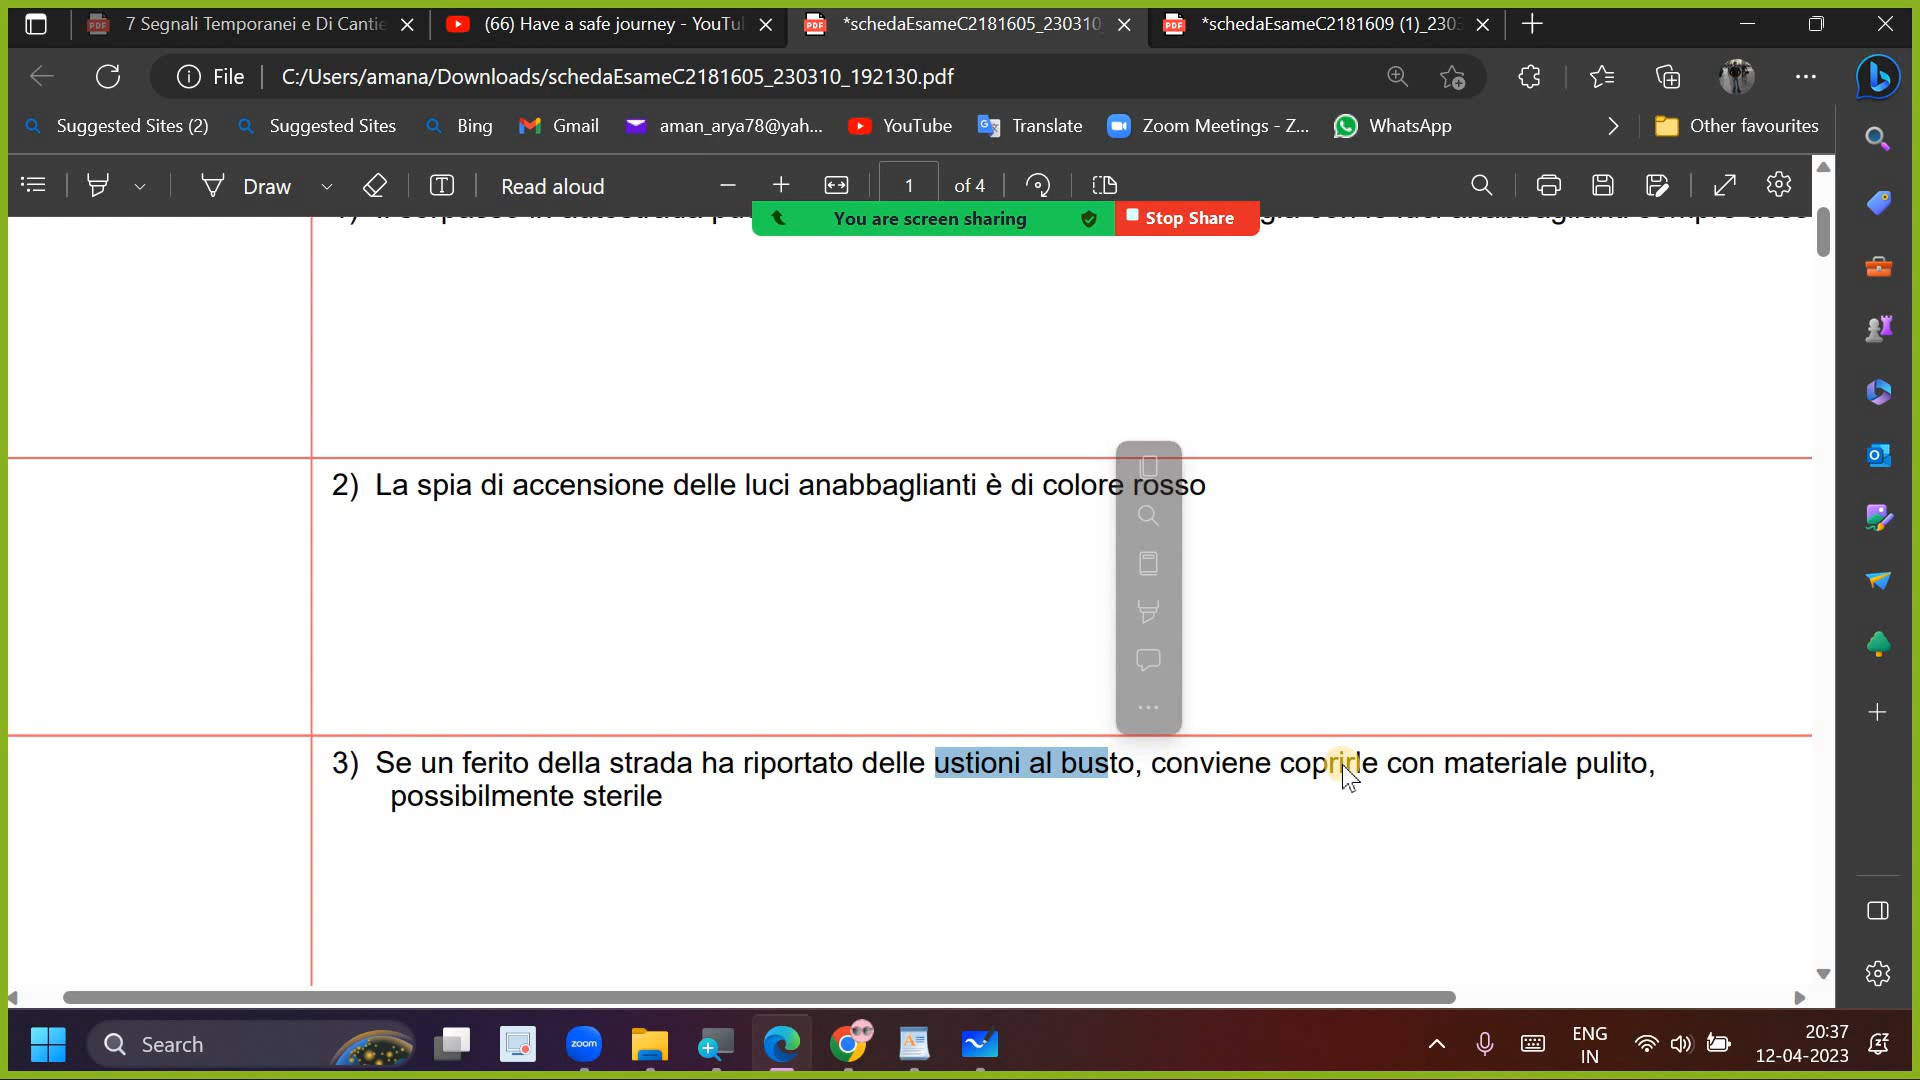 7 Segnali Temporanei e Di Cantie
(66) Have a safe journey - YouTu
*schedaEsameC2181605_230310
*schedaEsameC2181609 (1)_230
File
C:/Users/amana/Downloads/schedaEsameC2181605_230310_192130.pdf
Suggested Sites (2)
Suggested Sites
Bing
Gmail
aman_arya78@yah...
YouTube
Translate
Zoom Meetings - Z...
WhatsApp
Other favourites
Draw
Read aloud
1
of 4
You are screen sharing
Stop Share
2) La spia di accensione delle luci anabbaglianti è di colore rosso
3) Se un ferito della strada ha riportato delle ustioni al busto, conviene coprirle con materiale pulito,
possibilmente sterile
Search
zoom
ENG
IN
20:37
12-04-2023